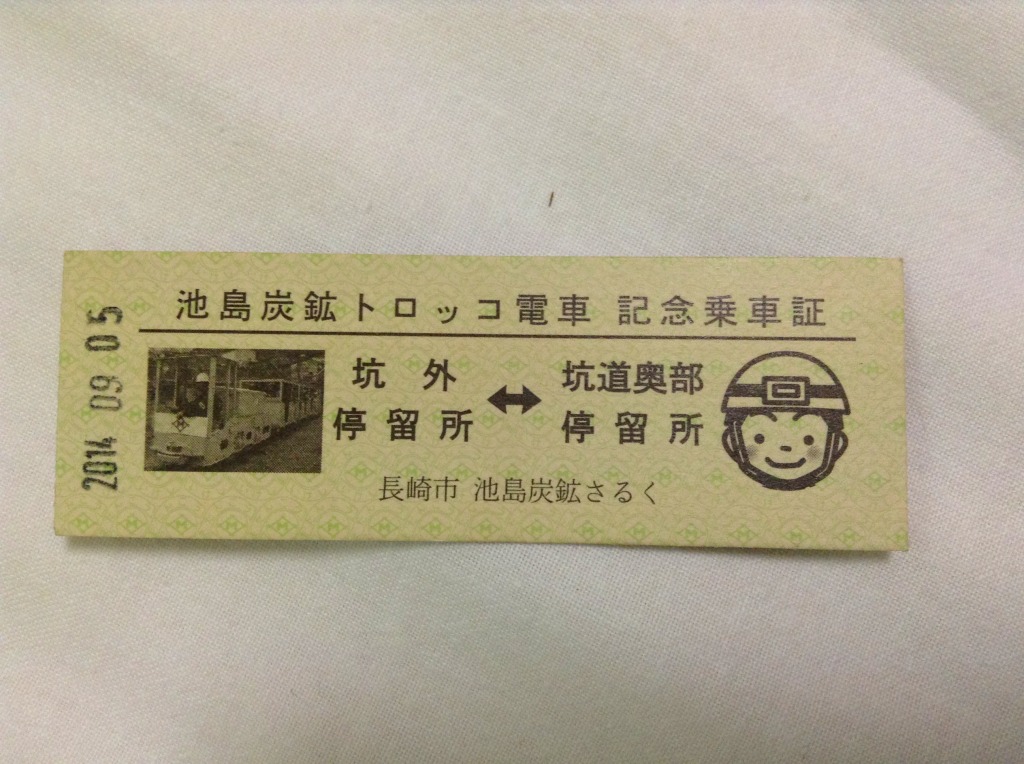 池島炭鉱トロッコ電車 記念乗車証
坑外停留所 ↔ 坑道奥部停留所
長崎市 池島炭鉱さるく
2014 09.05